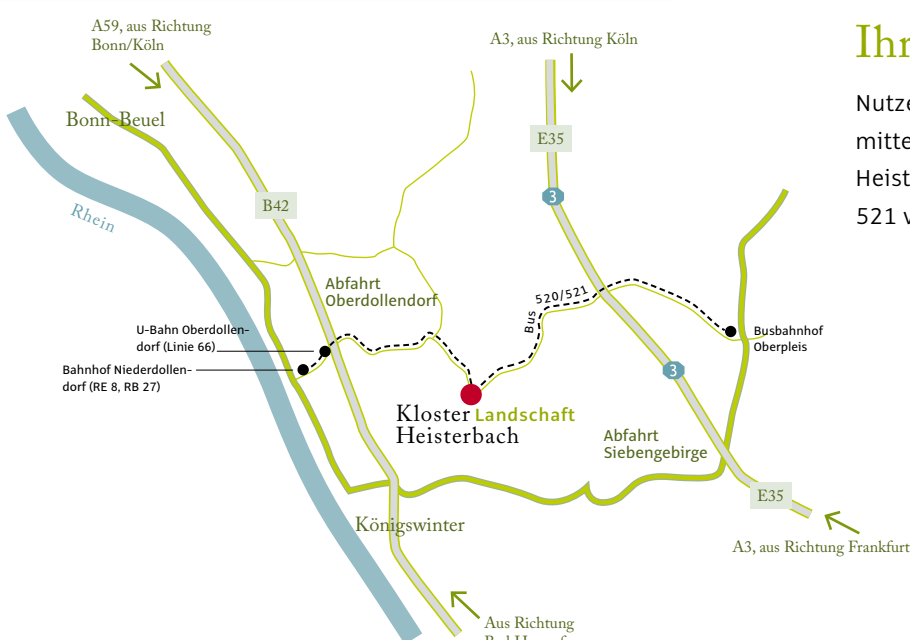 A59, aus Richtung
Bonn/Köln
A3, aus Richtung Köln
Bonn-Beuel
E35
3
B42
Rhein
Abfahrt
Oberdollendorf
Bus 520/521
U-Bahn Oberdollen-
dorf (Linie 66)
Bahnhof Niederdollen-
dorf (RE 8, RB 27)
Busbahnhof
Oberpleis
3
Kloster Landschaft
Heisterbach
Abfahrt
Siebengebirge
E35
Königswinter
A3, aus Richtung Frankfurt
Aus Richtung
Ihr
Nutze
mitte
Heist
521